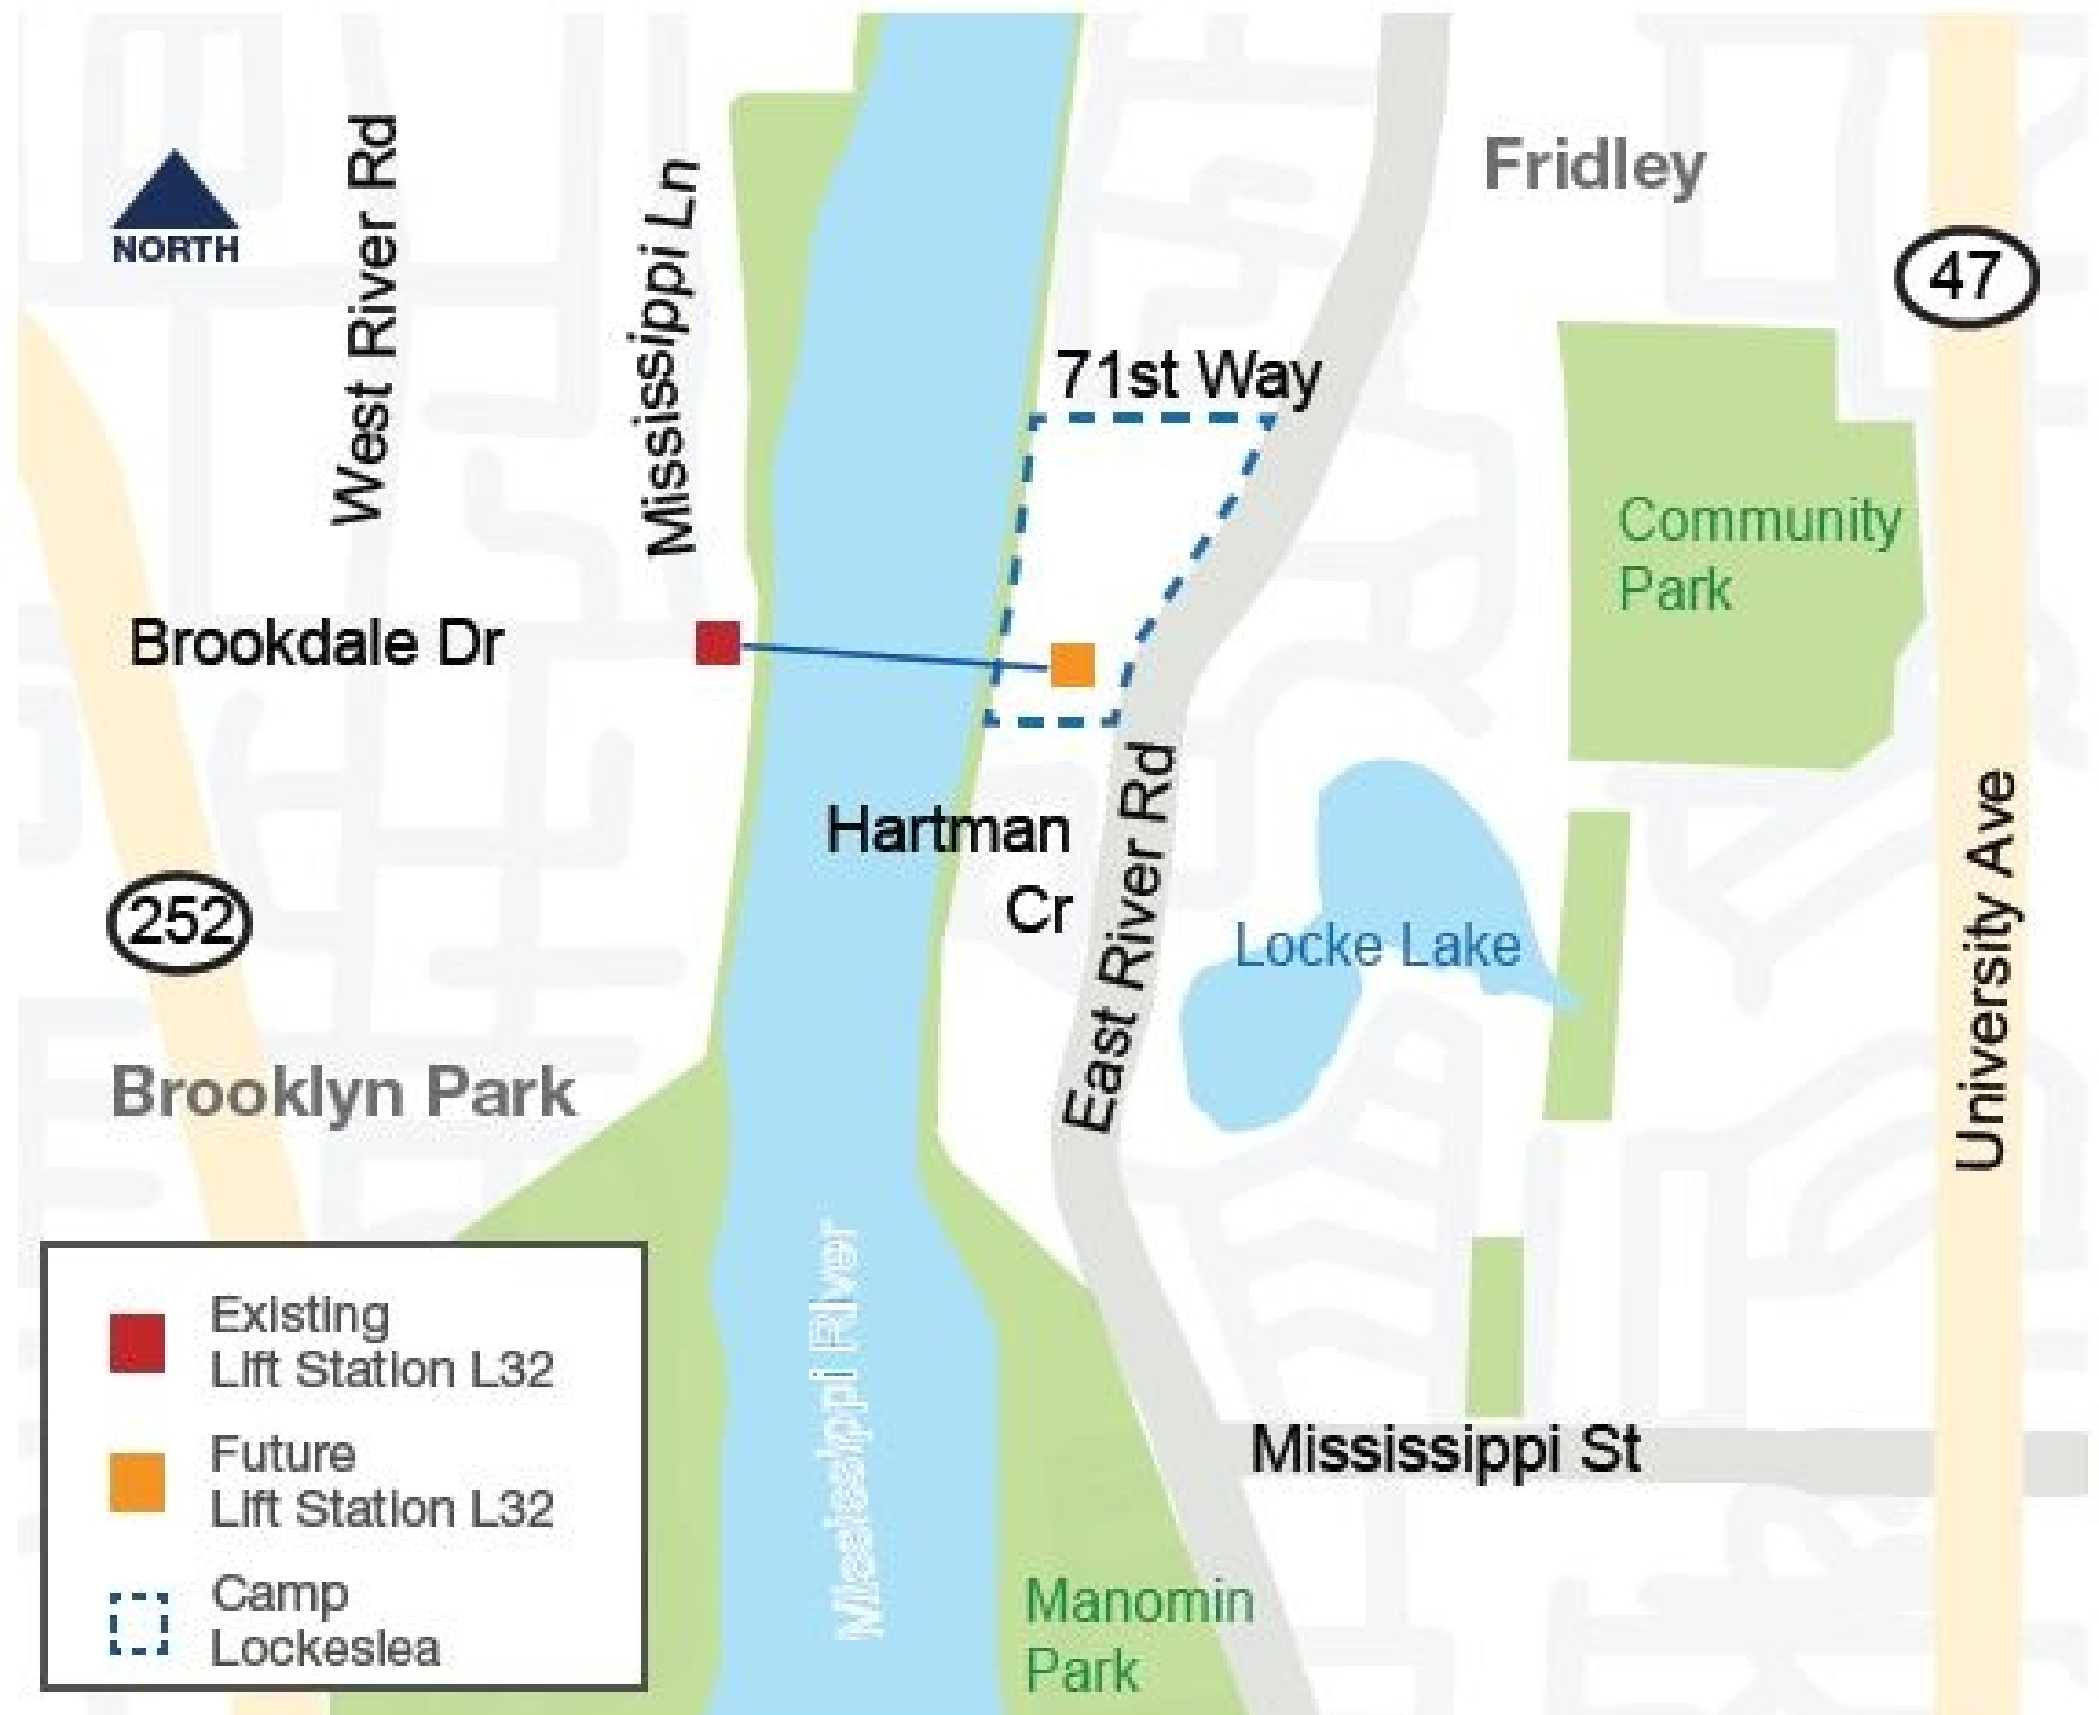 NORTH
West River Rd
Mississippi Ln
Fridley
47
71st Way
Community
Park
Brookdale Dr
Hartman
Cr
East River Rd
Locke Lake
University Ave
252
Brooklyn Park
Mississippi River
Mississippi St
Manomin
Park
Existing
Lift Station L32
Future
Lift Station L32
Camp
Lockeslea